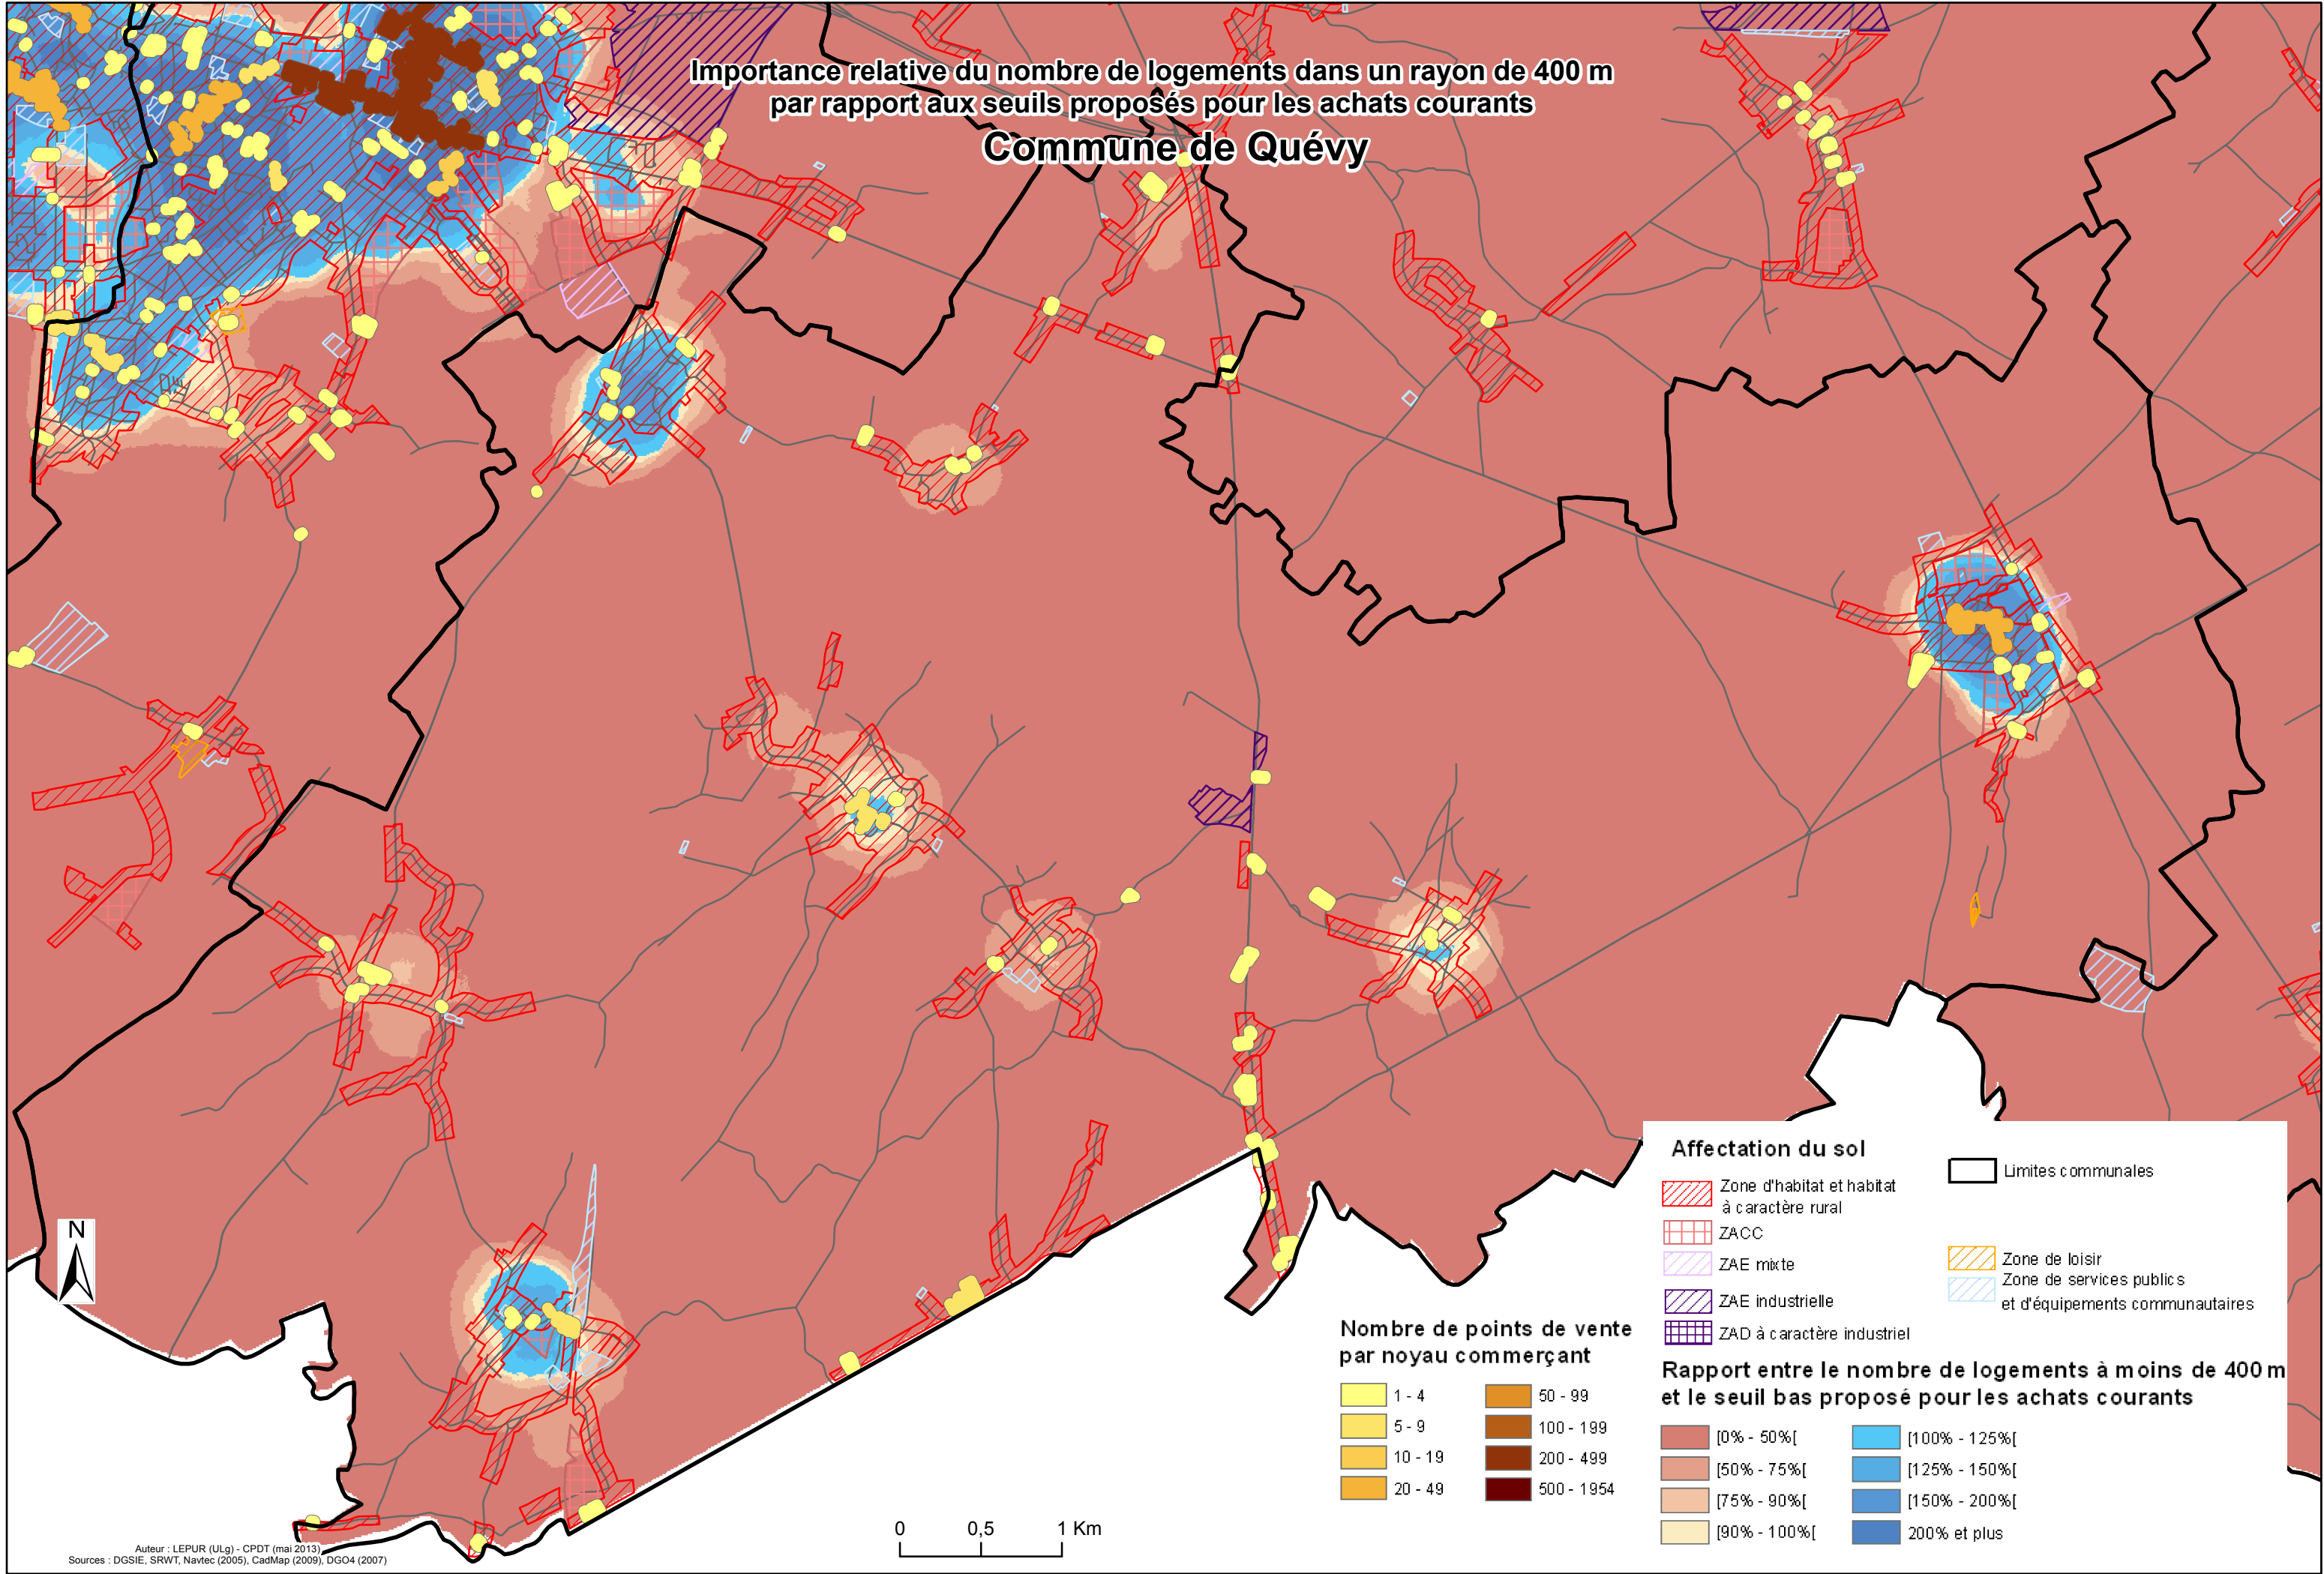 Importance relative du nombre de logements dans un rayon de 400 m
par rapport aux seuils proposés pour les achats courants
Commune de Quévy
Affectation du sol
Zone d'habitat et habitat
à caractère rural
ZACC
ZAE mixte
ZAE industrielle
ZAD à caractère industriel
Limites communales
Zone de loisir
Zone de services publics
et d'équipements communautaires
Nombre de points de vente
par noyau commerçant
1 - 4
5 - 9
10 - 19
20 - 49
50 - 99
100 - 199
200 - 499
500 - 1954
Rapport entre le nombre de logements à moins de 400 m
et le seuil bas proposé pour les achats courants
[0% - 50%[
[50% - 75%[
[75% - 90%[
[90% - 100%[
[100% - 125%[
[125% - 150%[
[150% - 200%[
200% et plus
N
0 0,5 1 Km
Auteur : LEPUR (ULg) - CPDT (mai 2013)
Sources : DGSIE, SRWT, Navtec (2005), CadMap (2009), DGO4 (2007)